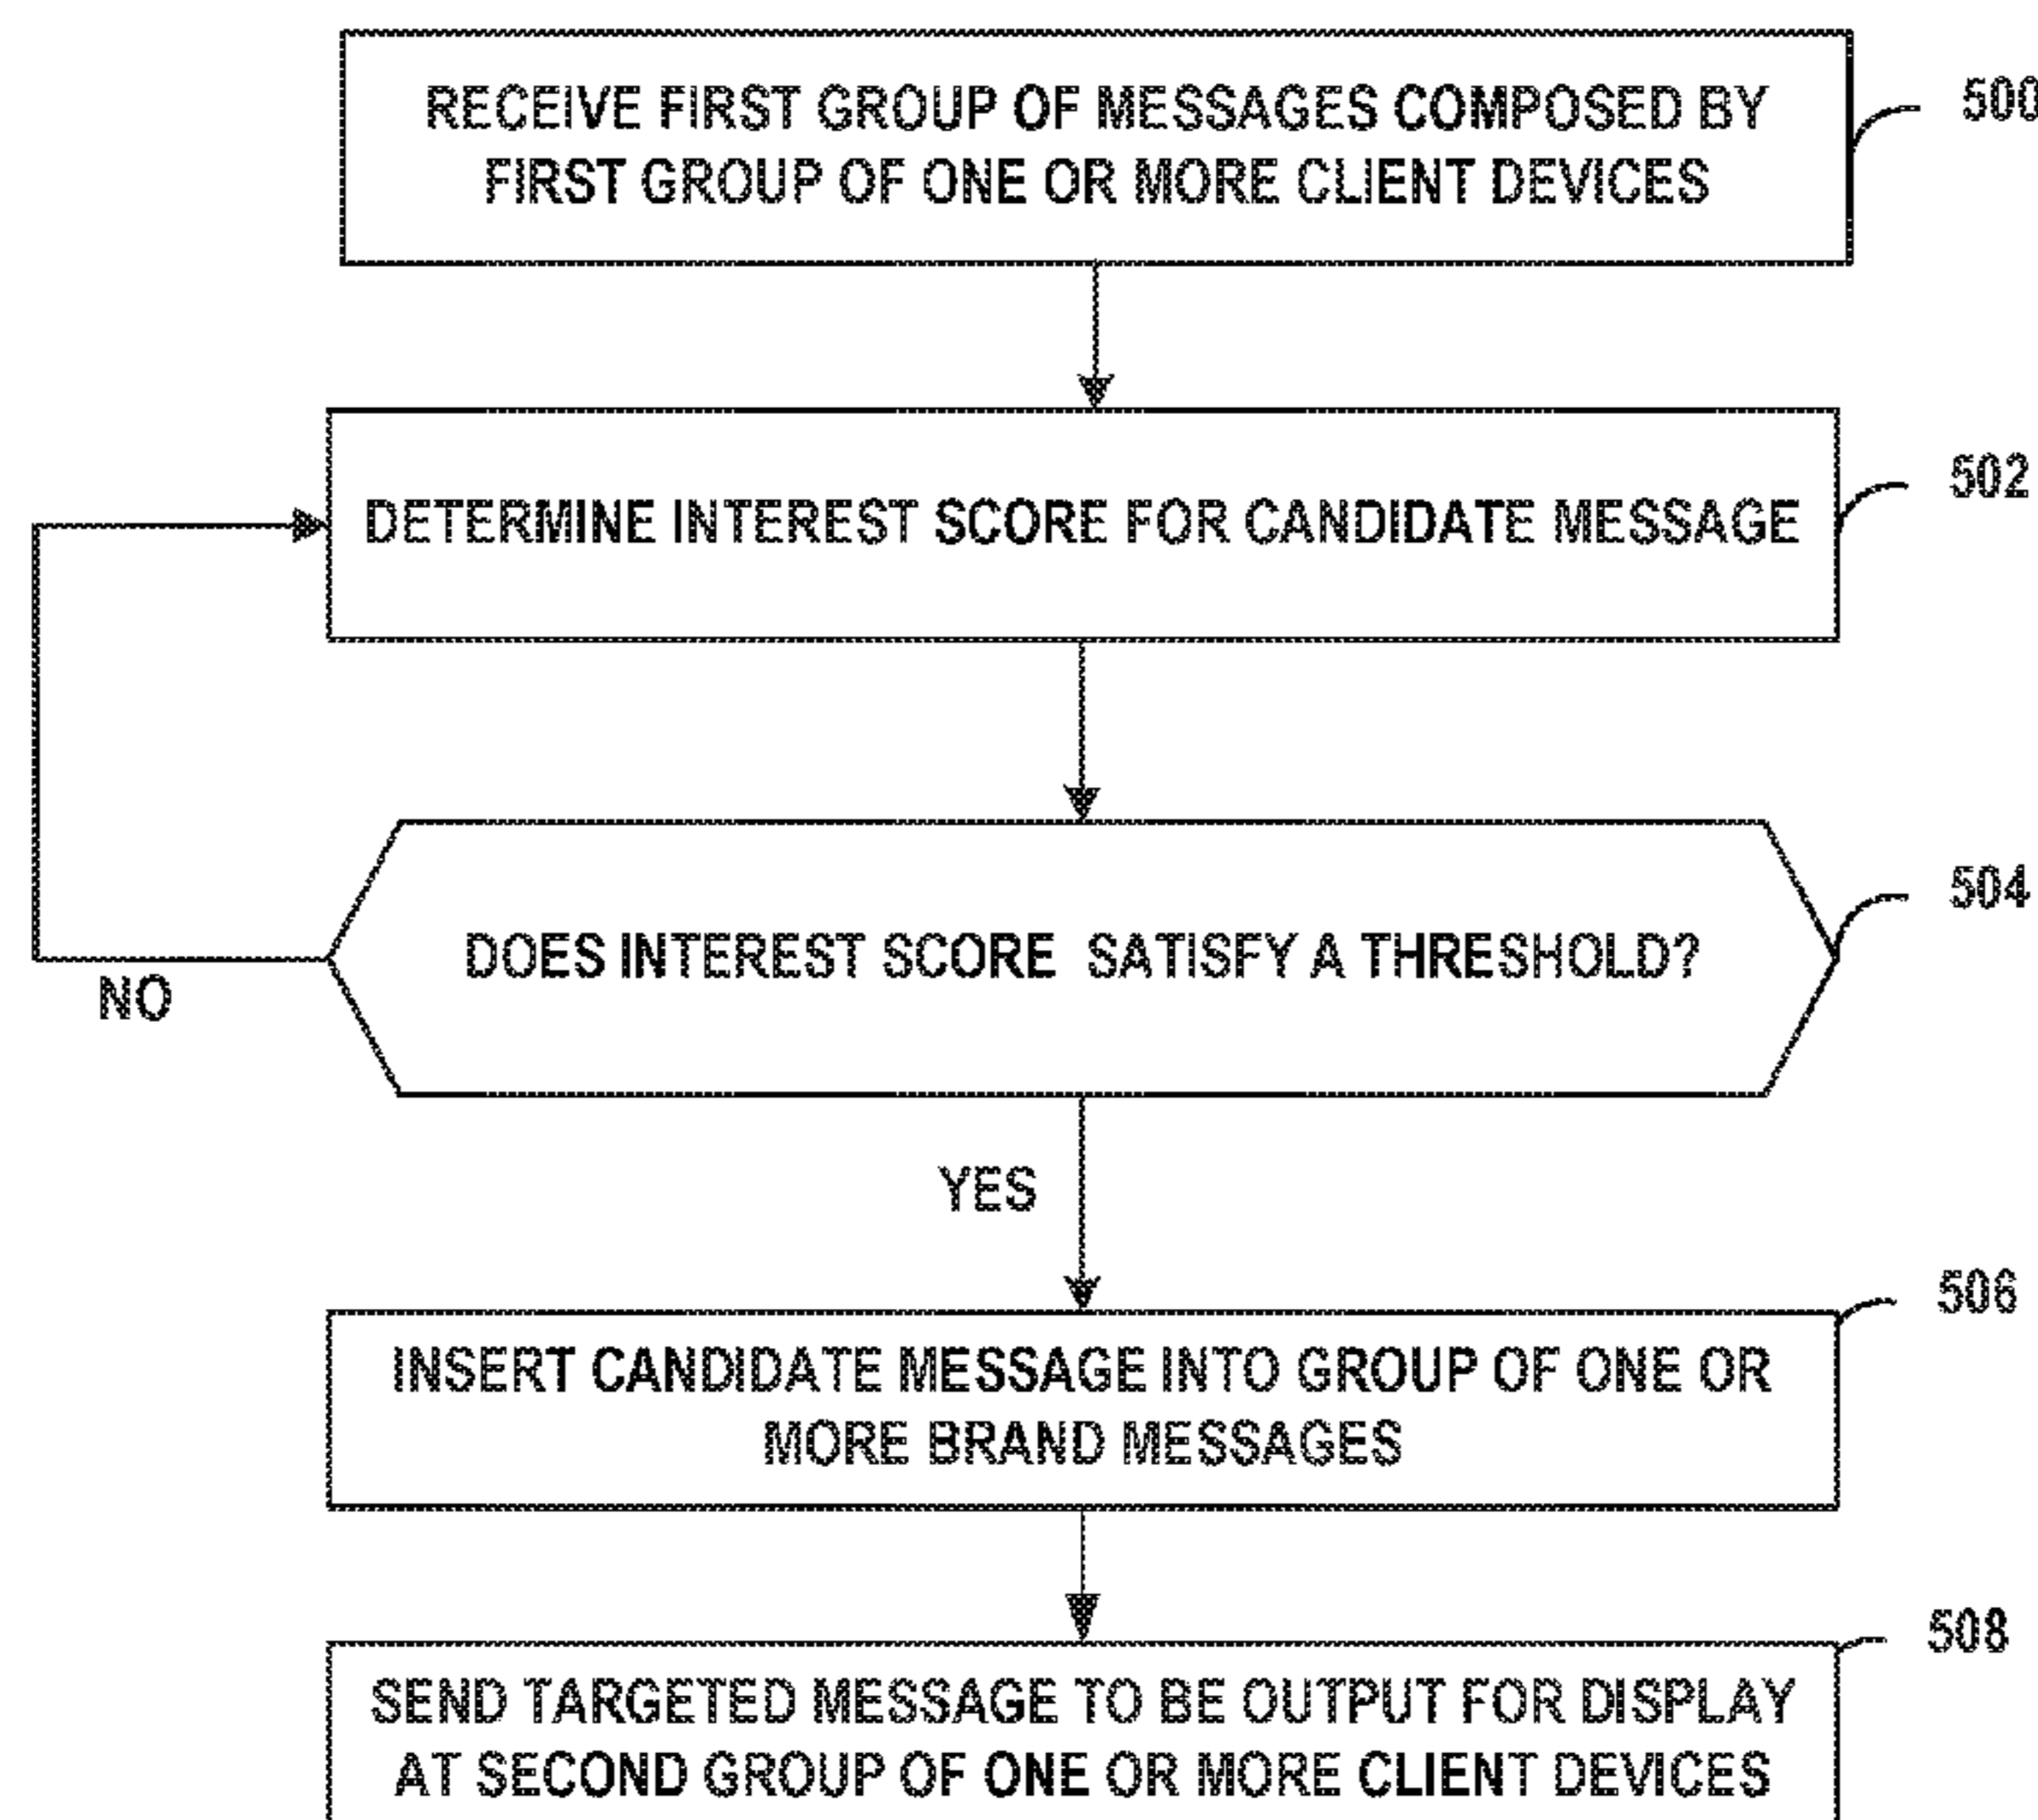 RECEIVE FIRST GROUP OF MESSAGES COMPOSED BY
FIRST GROUP OF ONE OR MORE CLIENT DEVICES
500
DETERMINE INTEREST SCORE FOR CANDIDATE MESSAGE
502
DOES INTEREST SCORE SATISFY A THRESHOLD?
504
NO
YES
506
INSERT CANDIDATE MESSAGE INTO GROUP OF ONE OR
MORE BRAND MESSAGES
508
SEND TARGETED MESSAGE TO BE OUTPUT FOR DISPLAY
AT SECOND GROUP OF ONE OR MORE CLIENT DEVICES